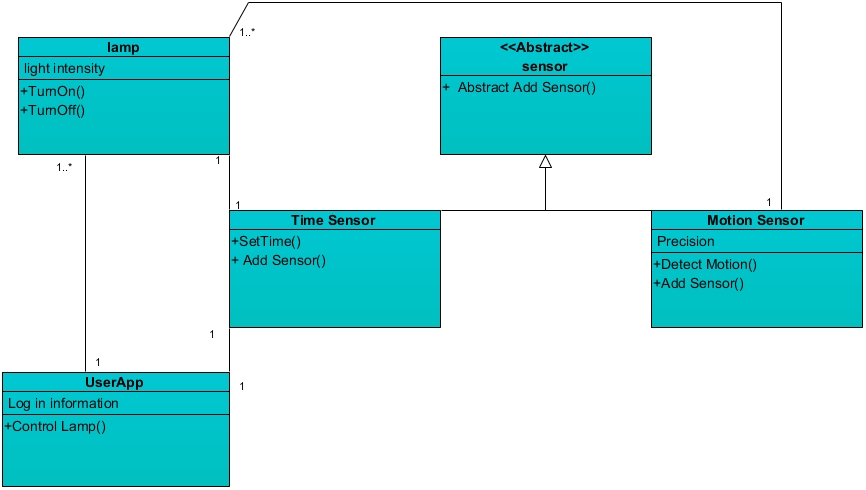 1..*
lamp
light intensity
+TurnOn()
+TurnOff()
<<Abstract>>
sensor
+ Abstract Add Sensor()
1..*
1
1
1
Time Sensor
+SetTime()
+ Add Sensor()
Motion Sensor
Precision
+Detect Motion()
+Add Sensor()
1
1
1
UserApp
Log in information
+Control Lamp()